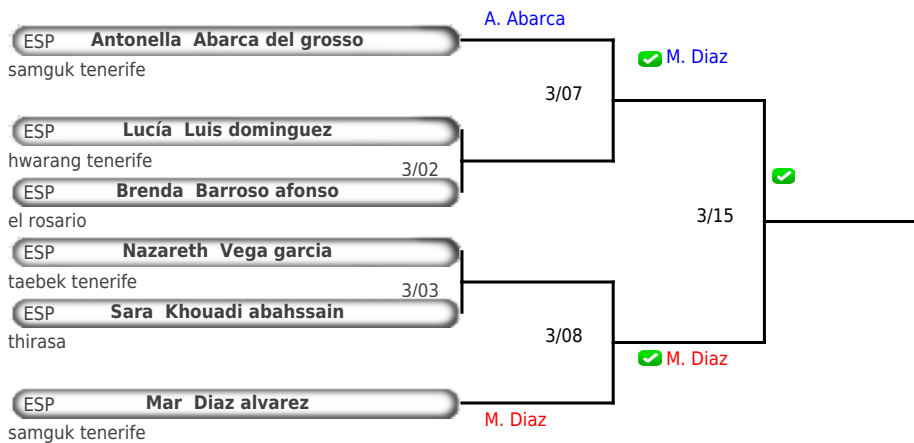 A. Abarca
ESP Antonella Abarca del grosso
samguk tenerife
M. Diaz
3/07
ESP Lucía Luis dominguez
hwarang tenerife
3/02
ESP Brenda Barroso afonso
el rosario
3/15
ESP Nazareth Vega garcia
taebek tenerife
3/03
ESP Sara Khouadi abahssain
thirasa
3/08
M. Diaz
ESP Mar Diaz alvarez
M. Diaz
samguk tenerife